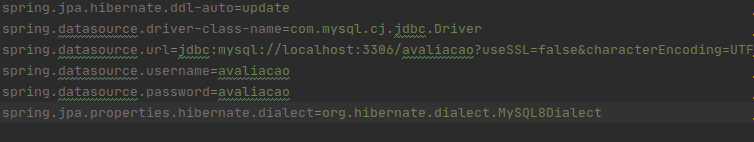 spring.jpa.hibernate.ddl-auto=update
spring.datasource.driver-class-name=com.mysql.cj.jdbc.Driver
spring.datasource.url=jdbc:mysql://localhost:3306/avaliacao?useSSL=false&characterEncoding=UTF
spring.datasource.username=avaliacao
spring.datasource.password=avaliacao
spring.jpa.properties.hibernate.dialect=org.hibernate.dialect.MySQL8Dialect